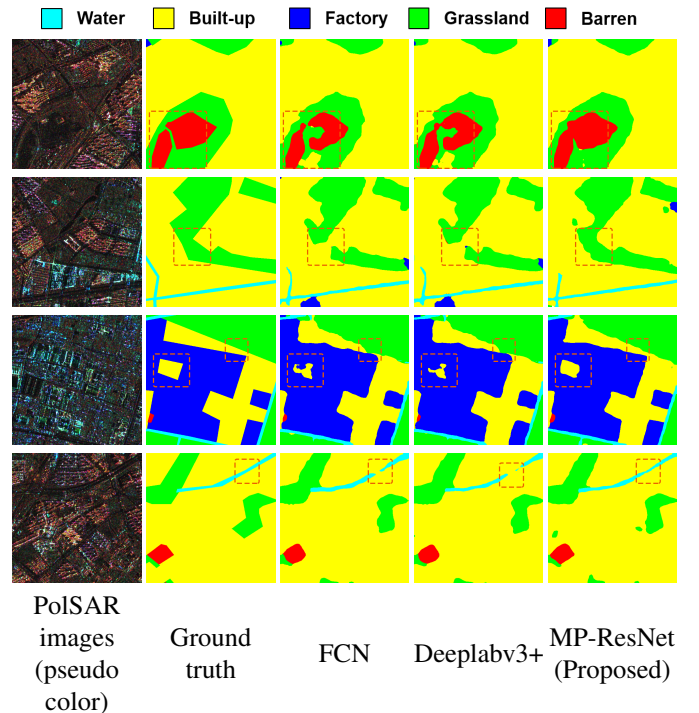 Water Built-up Factory Grassland Barren
PolSAR
images
(pseudo
color)
Ground
truth
FCN
Deeplabv3+
MP-ResNet
(Proposed)